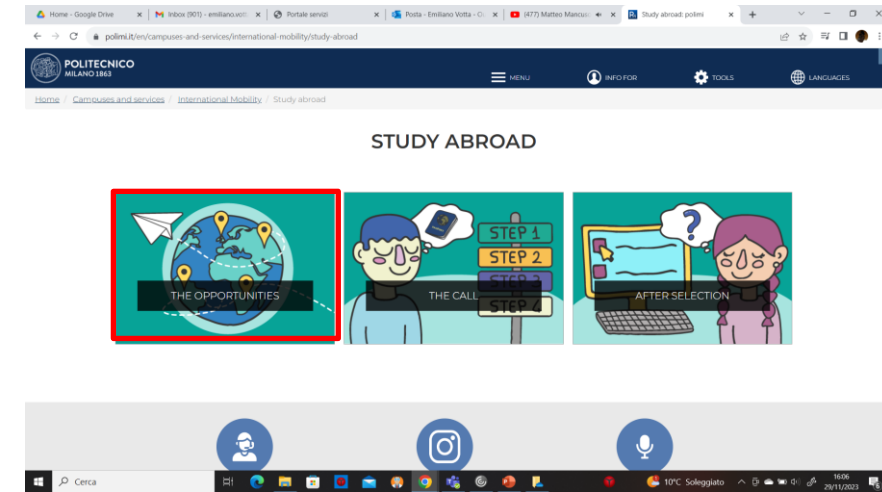 Home - Google Drive
Inbox (901) - emiliano.vott
Portale servizi
Posta - Emiliano Votta - O
(477) Matteo Mancuso
Study abroad: polimi
polimi.it/en/campuses-and-services/international-mobility/study-abroad
POLITECNICO
MILANO 1863
MENU
INFO FOR
TOOLS
LANGUAGES
Home / Campuses and services / International Mobility / Study abroad
STUDY ABROAD
STEP 1
STEP 2
STEP 3
STEP 4
THE OPPORTUNITIES
THE CALL
?
AFTER SELECTION
Cerca
10°C Soleggiato
16:06
29/11/2023